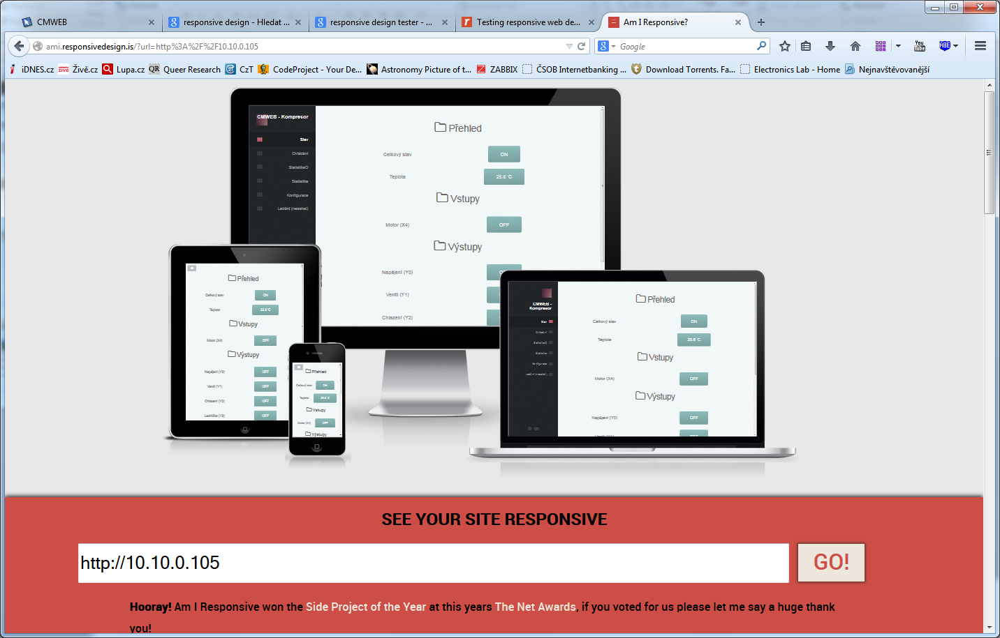 CMWEB
responsive design - Hledat ...
responsive design tester - ...
Testing responsive web de...
Am I Responsive?
ami.responsivedesign.is/?url=http%3A%2F%2F10.10.0.105
Google
You Tube
iDNES.cz
živě
Živě.cz
Lupa.cz
QR
Queer Research
CzT
CodeProject - Your De...
Astronomy Picture of t...
ZABBIX
ČSOB Internetbanking ...
Download Torrents. Fa...
Electronics Lab - Home
Nejnavštěvovanější
CMWEB - Kompresor
Stav
Ovládání
StatistikaO
Statistika
Konfigurace
Ladění (nesahat)
Přehled
Celkový stav
ON
Teplota
25.6 °C
Vstupy
Motor (X4)
OFF
Výstupy
Napájení (Y0)
Ventil (Y1)
Chlazení (Y2)
Přehled
Celkový stav
ON
Teplota
25.6 °C
Vstupy
Motor (X4)
OFF
Výstupy
Napájení (Y0)
OFF
Ventil (Y1)
OFF
Chlazení (Y2)
OFF
OFF
Přehled
Celkový stav
ON
Teplota
25.6 °C
Vstupy
Motor (X4)
OFF
Výstupy
CMWEB -
Kompresor
Stav
Přehled
Celkový stav
ON
Teplota
25.6 °C
Vstupy
Motor (X4)
OFF
Výstupy
Napájení (Y0)
OFF
SEE YOUR SITE RESPONSIVE
http://10.10.0.105
GO!
Hooray! Am I Responsive won the Side Project of the Year at this years The Net Awards, if you voted for us please let me say a huge thank
you!